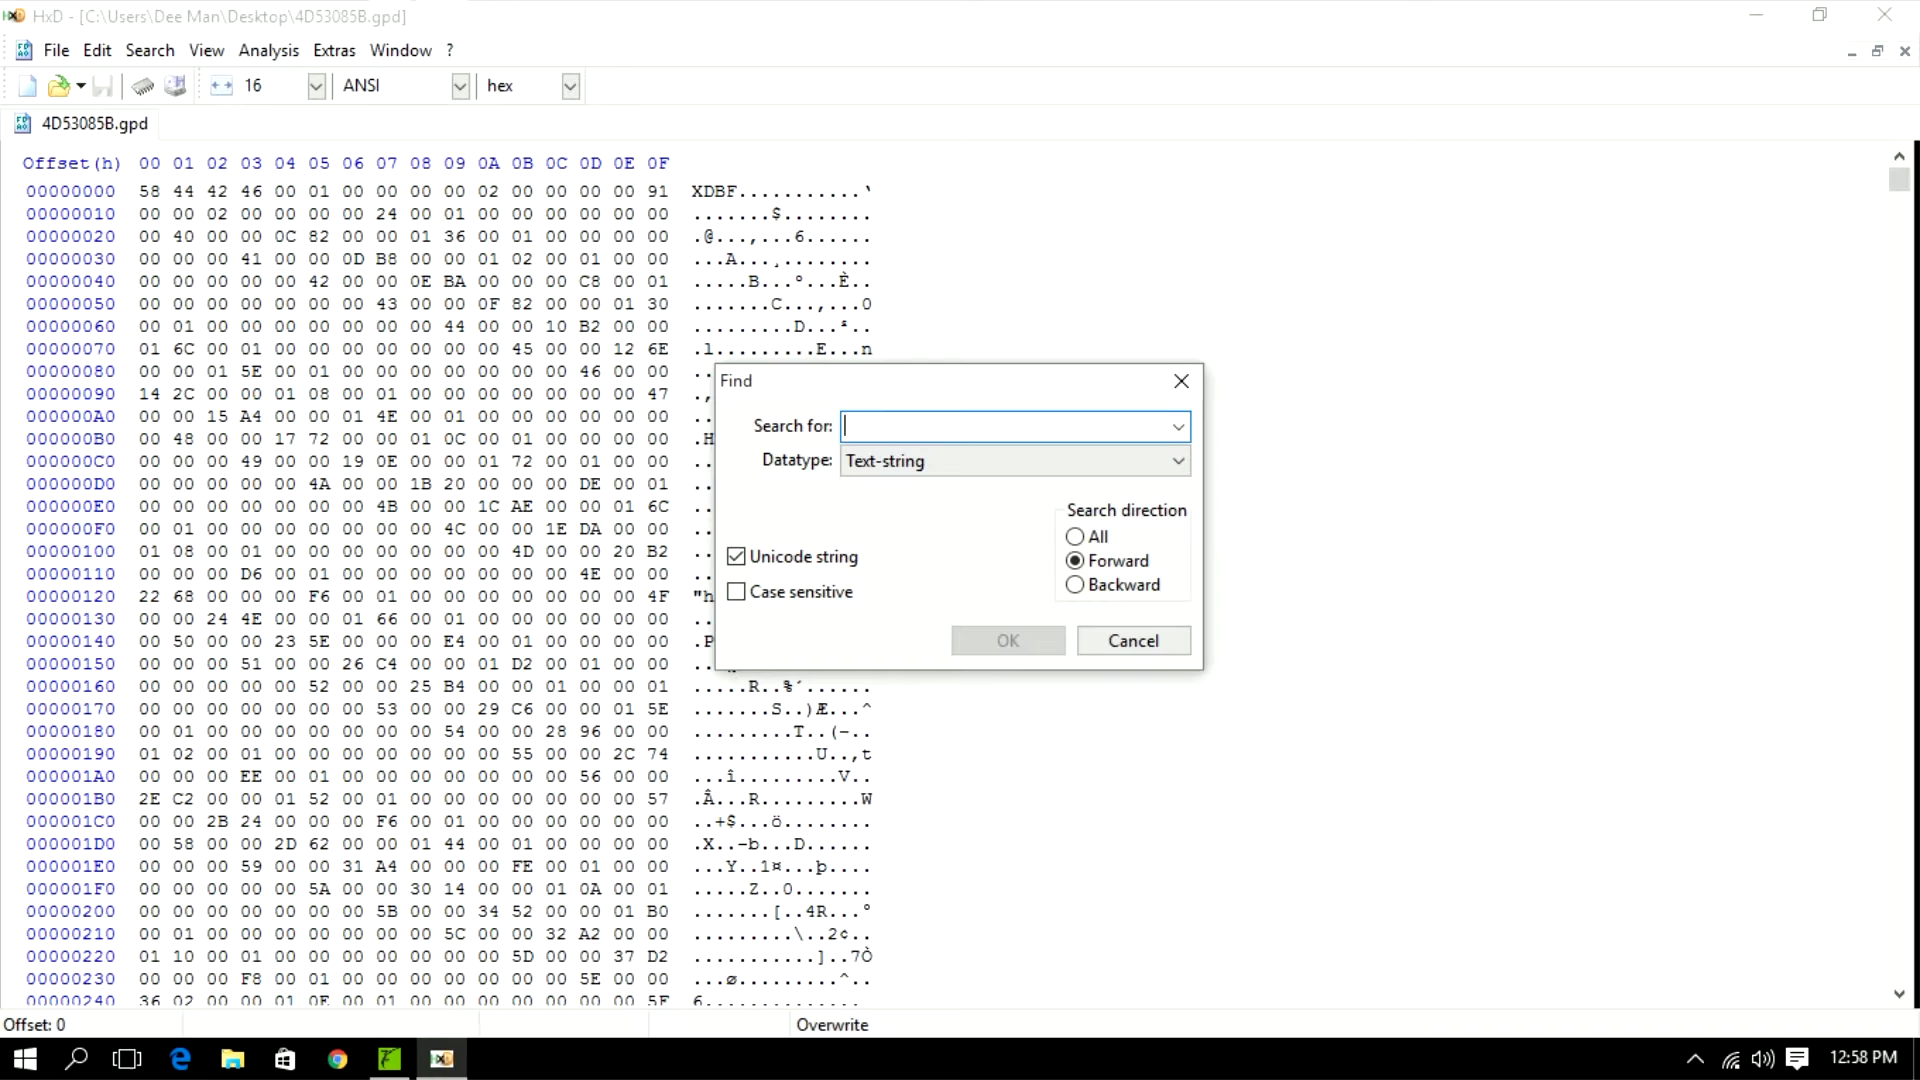 HxD - [C:\Users\Dee Man\Desktop\4D53085B.gpd]
File Edit Search View Analysis Extras Window ?
16 ANSI hex
4D53085B.gpd
Offset(h) 00 01 02 03 04 05 06 07 08 09 0A 0B 0C 0D 0E 0F
00000000 58 44 42 46 00 01 00 00 00 00 02 00 00 00 00 91 XDBF...........‘
00000010 00 00 02 00 00 00 00 24 00 01 00 00 00 00 00 00 .......$........
00000020 00 40 00 00 0C 82 00 00 01 36 00 01 00 00 00 00 .@...‚...6......
00000030 00 00 00 41 00 00 0D B8 00 00 01 02 00 01 00 00 ...A...¸........
00000040 00 00 00 00 00 42 00 00 0E BA 00 00 00 C8 00 01 .....B...º...È..
00000050 00 00 00 00 00 00 00 43 00 00 0F 82 00 00 01 30 .......C...‚...0
00000060 00 01 00 00 00 00 00 00 00 44 00 00 10 B2 00 00 .........D...²..
00000070 01 6C 00 01 00 00 00 00 00 00 00 45 00 00 12 6E .l.........E...n
00000080 00 00 01 5E 00 01 00 00 00 00 00 00 00 46 00 00 ..
00000090 14 2C 00 00 01 08 00 01 00 00 00 00 00 00 00 47 .,
000000A0 00 00 15 A4 00 00 01 4E 00 01 00 00 00 00 00 00 ..
000000B0 00 48 00 00 17 72 00 00 01 0C 00 01 00 00 00 00 .H
000000C0 00 00 00 49 00 00 19 0E 00 00 01 72 00 01 00 00 ..
000000D0 00 00 00 00 00 4A 00 00 1B 20 00 00 00 DE 00 01 ..
000000E0 00 00 00 00 00 00 00 4B 00 00 1C AE 00 00 01 6C ..
000000F0 00 01 00 00 00 00 00 00 00 4C 00 00 1E DA 00 00 ..
00000100 01 08 00 01 00 00 00 00 00 00 00 4D 00 00 20 B2 ..
00000110 00 00 00 D6 00 01 00 00 00 00 00 00 00 4E 00 00 ..
00000120 22 68 00 00 00 F6 00 01 00 00 00 00 00 00 00 4F "h
00000130 00 00 24 4E 00 00 01 66 00 01 00 00 00 00 00 00 ..
00000140 00 50 00 00 23 5E 00 00 00 E4 00 01 00 00 00 00 .P
00000150 00 00 00 51 00 00 26 C4 00 00 01 D2 00 01 00 00 ..
00000160 00 00 00 00 00 52 00 00 25 B4 00 00 01 00 00 01 .....R..%´......
00000170 00 00 00 00 00 00 00 53 00 00 29 C6 00 00 01 5E .......S..)Æ...^
00000180 00 01 00 00 00 00 00 00 00 54 00 00 28 96 00 00 .........T..(–..
00000190 01 02 00 01 00 00 00 00 00 00 00 55 00 00 2C 74 ...........U..,t
000001A0 00 00 00 EE 00 01 00 00 00 00 00 00 00 56 00 00 ...î.........V..
000001B0 2E C2 00 00 01 52 00 01 00 00 00 00 00 00 00 57 .Â...R.........W
000001C0 00 00 2B 24 00 00 00 F6 00 01 00 00 00 00 00 00 ..+$...ö........
000001D0 00 58 00 00 2D 62 00 00 01 44 00 01 00 00 00 00 .X..-b...D......
000001E0 00 00 00 59 00 00 31 A4 00 00 00 FE 00 01 00 00 ...Y..1¤...þ....
000001F0 00 00 00 00 00 5A 00 00 30 14 00 00 01 0A 00 01 .....Z..0.......
00000200 00 00 00 00 00 00 00 5B 00 00 34 52 00 00 01 B0 .......[..4R...°
00000210 00 01 00 00 00 00 00 00 00 5C 00 00 32 A2 00 00 .........\..2¢..
00000220 01 10 00 01 00 00 00 00 00 00 00 5D 00 00 37 D2 ...........]..7Ò
00000230 00 00 00 F8 00 01 00 00 00 00 00 00 00 5E 00 00 ...ø.........^..
00000240 36 02 00 00 01 0E 00 01 00 00 00 00 00 00 00 5F 6...............
Find
Search for:
Datatype: Text-string
Search direction
All
Forward
Backward
Unicode string
Case sensitive
OK Cancel
Offset: 0 Overwrite
12:58 PM